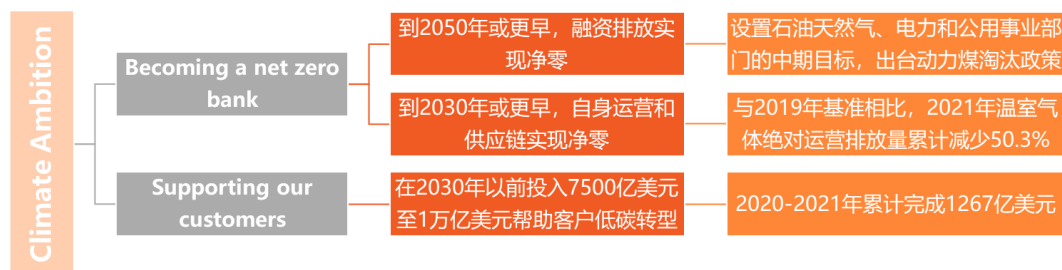 Climate Ambition
Becoming a net zero
bank
到2050年或更早，融资排放实
现净零
设置石油天然气、电力和公用事业部
门的中期目标，出台动力煤淘汰政策
到2030年或更早，自身运营和
供应链实现净零
与2019年基准相比，2021年温室气
体绝对运营排放量累计减少50.3%
Supporting our
customers
在2030年以前投入7500亿美元
至1万亿美元帮助客户低碳转型
2020-2021年累计完成1267亿美元